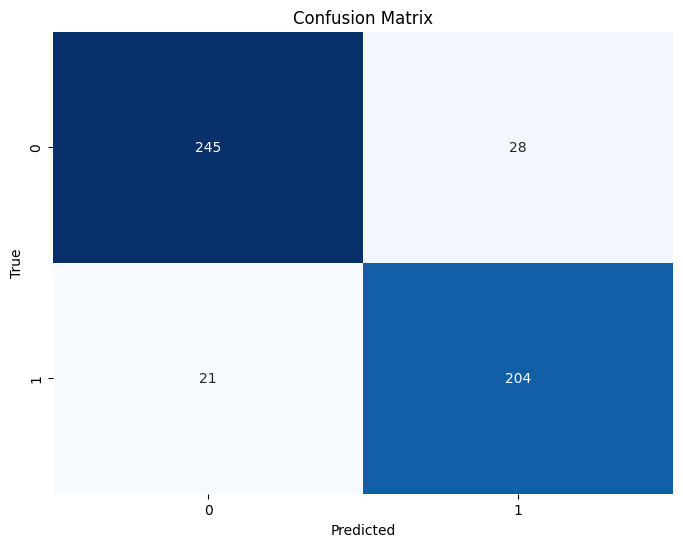 Confusion Matrix
True
0
245
28
1
21
204
0
1
Predicted